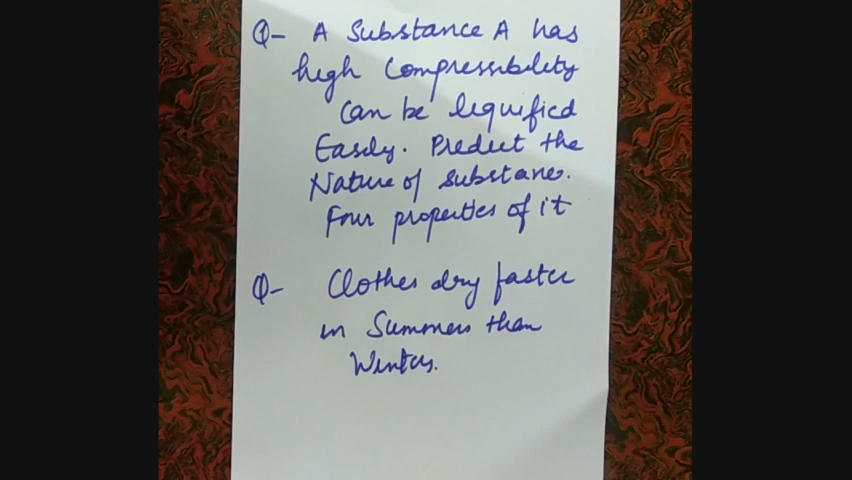 Q- A Substance A has
high Compressibility
can be liquified
Easily. Predict the
Nature of substance.
Four properties of it
Q- Clothes dry faster
in Summers than
Winters.